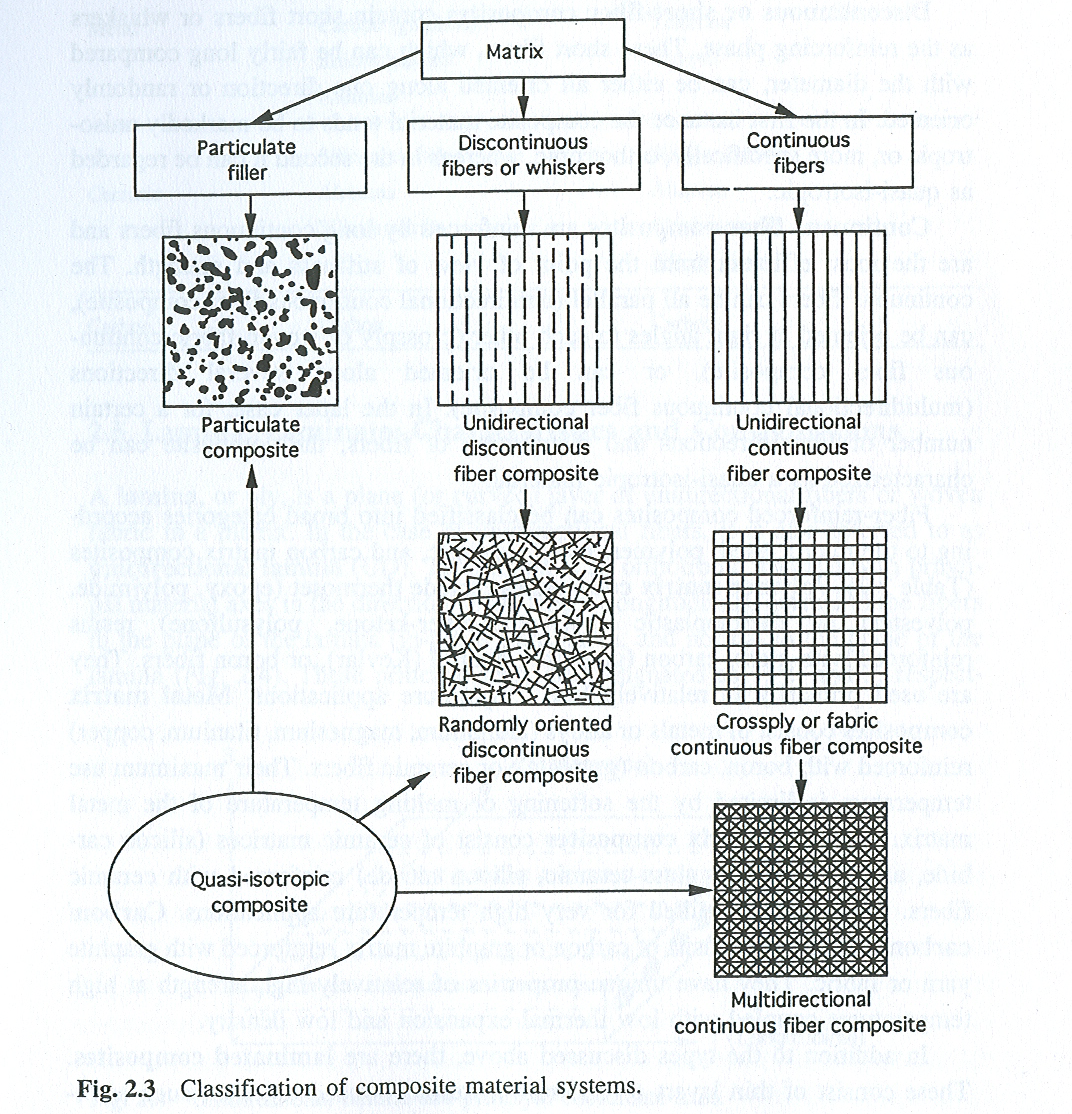 Matrix
Particulate
filler
Discontinuous
fibers or whiskers
Continuous
fibers
Particulate
composite
Unidirectional
discontinuous
fiber composite
Unidirectional
continuous
fiber composite
Randomly oriented
discontinuous
fiber composite
Crossply or fabric
continuous fiber composite
Quasi-isotropic
composite
Multidirectional
continuous fiber composite
Fig. 2.3 Classification of composite material systems.